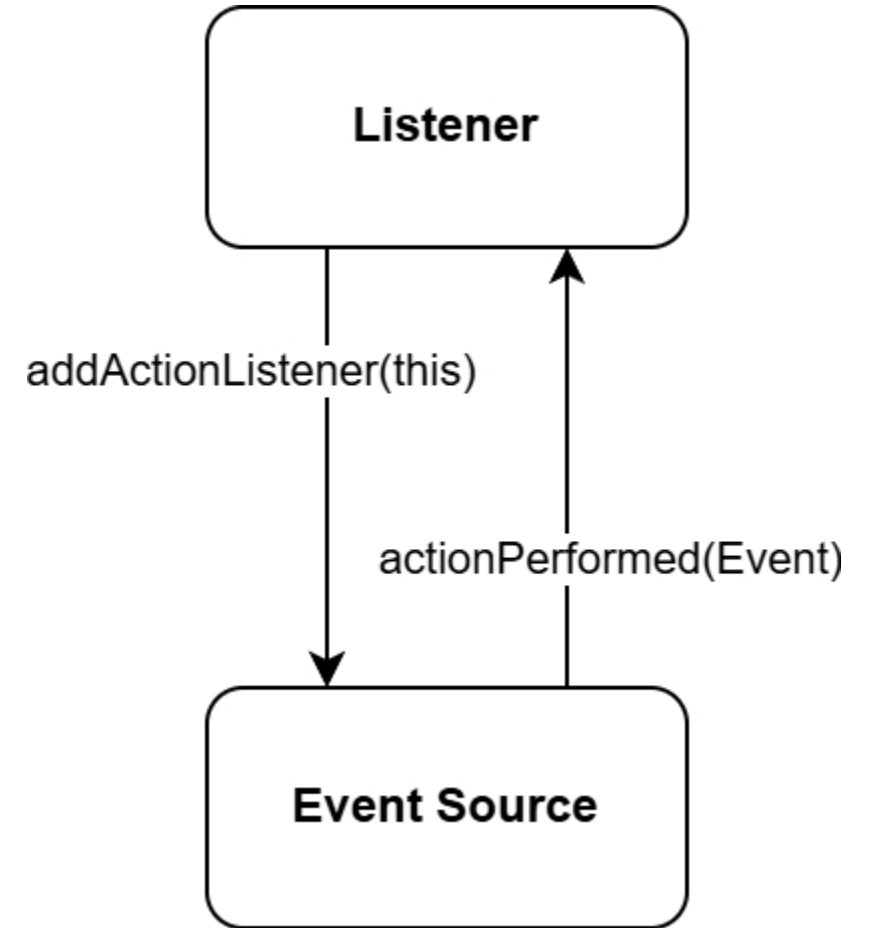 Listener
addActionListener(this)
actionPerformed(Event)
Event Source